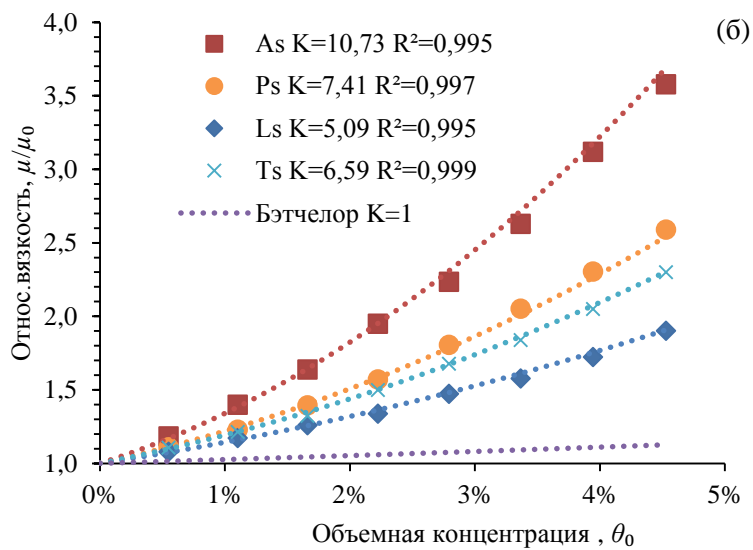 (б)
As K=10,73 R²=0,995
Ps K=7,41 R²=0,997
Ls K=5,09 R²=0,995
Ts K=6,59 R²=0,999
Бэтчелор K=1
Относ.вязкость, μ/μ₀
4,0
3,5
3,0
2,5
2,0
1,5
1,0
0% 1% 2% 3% 4% 5%
Объемная концентрация , θ₀